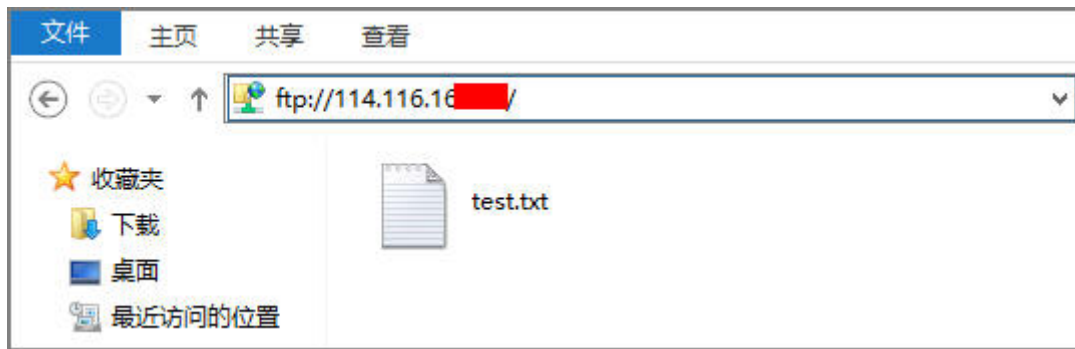 文件 主页 共享 查看
ftp://114.116.16 /
收藏夹
test.txt
下载
桌面
最近访问的位置